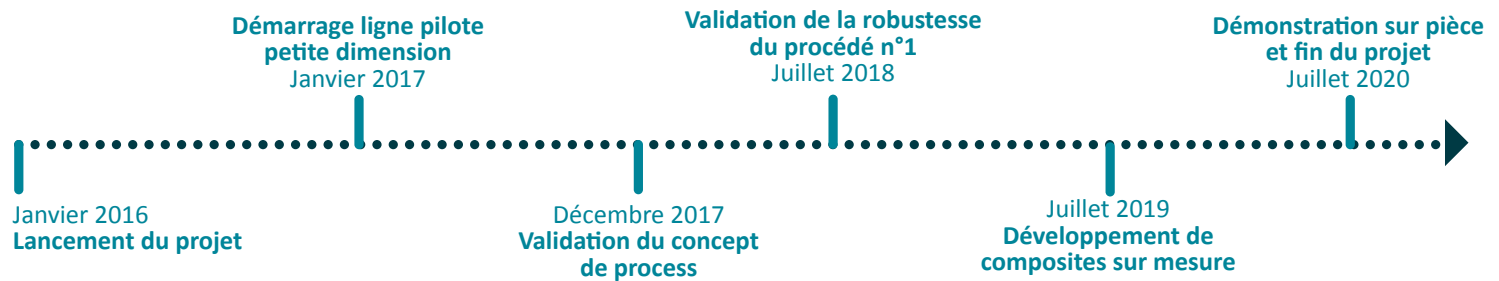 Démarrage ligne pilote
petite dimension
Janvier 2017
Validation de la robustesse
du procédé n°1
Juillet 2018
Démonstration sur pièce
et fin du projet
Juillet 2020
Janvier 2016
Lancement du projet
Décembre 2017
Validation du concept
de process
Juillet 2019
Développement de
composites sur mesure